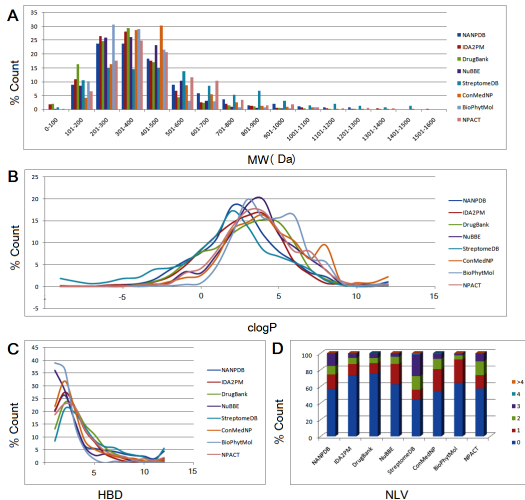 A
% Count
35
30
25
20
15
10
5
0
0-100
101-200
201-300
301-400
401-500
501-600
601-700
701-800
801-900
901-1000
1001-1100
1101-1200
1201-1300
1301-1400
1401-1500
1501-1600
MW( Da)
NANPDB
IDA2PM
DrugBank
NuBBE
StreptomeDB
ConMedNP
BioPhytMol
NPACT
B
% Count
25
20
15
10
5
0
-5
-5
0
5
10
15
clogP
NANPDB
IDA2PM
DrugBank
NuBBE
StreptomeDB
ConMedNP
BioPhytMol
NPACT
C
% Count
45
40
35
30
25
20
15
10
5
0
0
5
10
15
HBD
NANPDB
IDA2PM
DrugBank
NuBBE
StreptomeDB
ConMedNP
BioPhytMol
NPACT
D
% Count
100
80
60
40
20
0
NANPDB
IDA2PM
DrugBank
NuBBE
StreptomeDB
ConMedNP
BioPhytMol
NPACT
NLV
>4
4
3
2
1
0